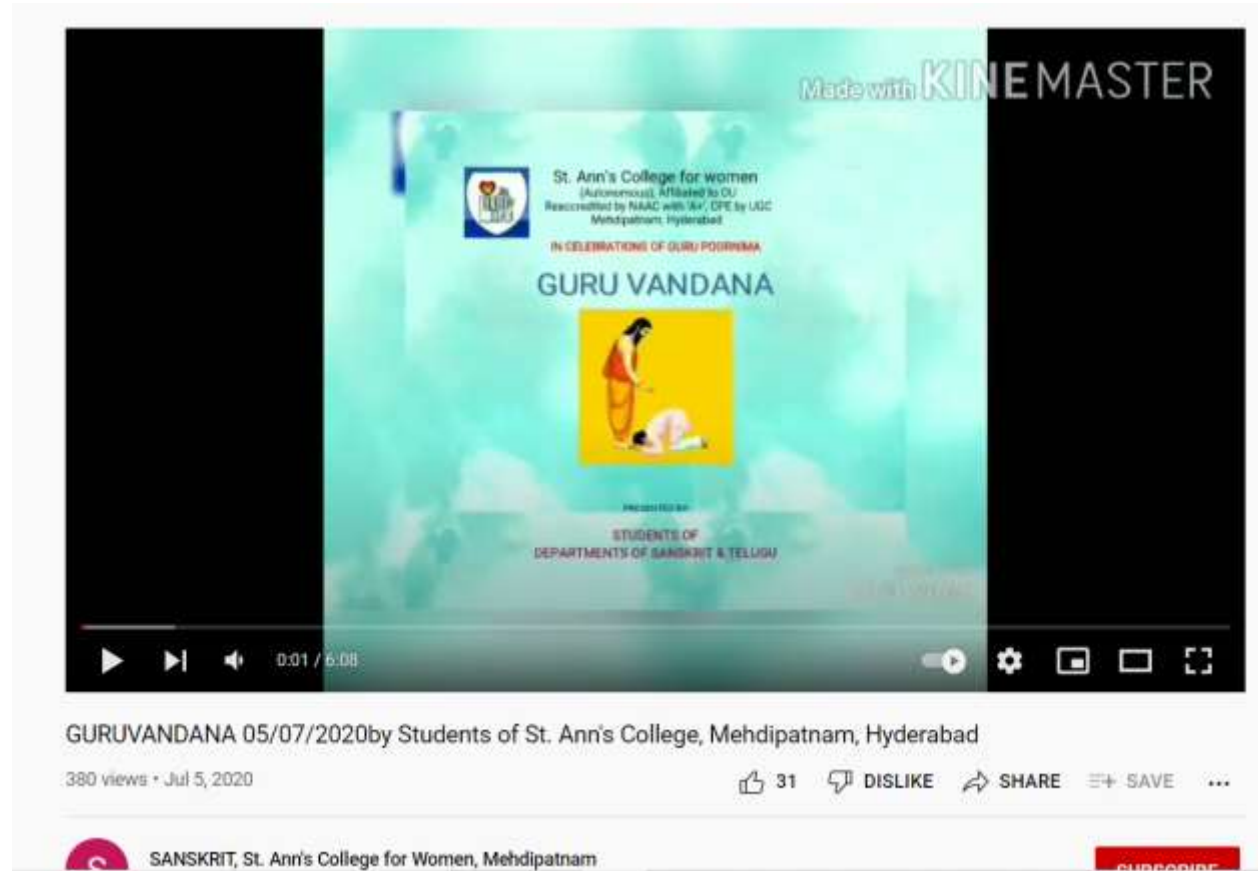 Made with KINEMASTER
St. Ann's College for women
(Autonomous), Affiliated to OU
Reaccredited by NAAC with 'A+', CPE by UGC
Mehdipatnam, Hyderabad
IN CELEBRATIONS OF GURU POORNIMA
GURU VANDANA
PRESENTED BY
STUDENTS OF
DEPARTMENTS OF SANSKRIT & TELUGU
0:01 / 6:08
GURUVANDANA 05/07/2020by Students of St. Ann's College, Mehdipatnam, Hyderabad
380 views • Jul 5, 2020
31 DISLIKE SHARE SAVE
S SANSKRIT, St. Ann's College for Women, Mehdipatnam
SUBSCRIBE